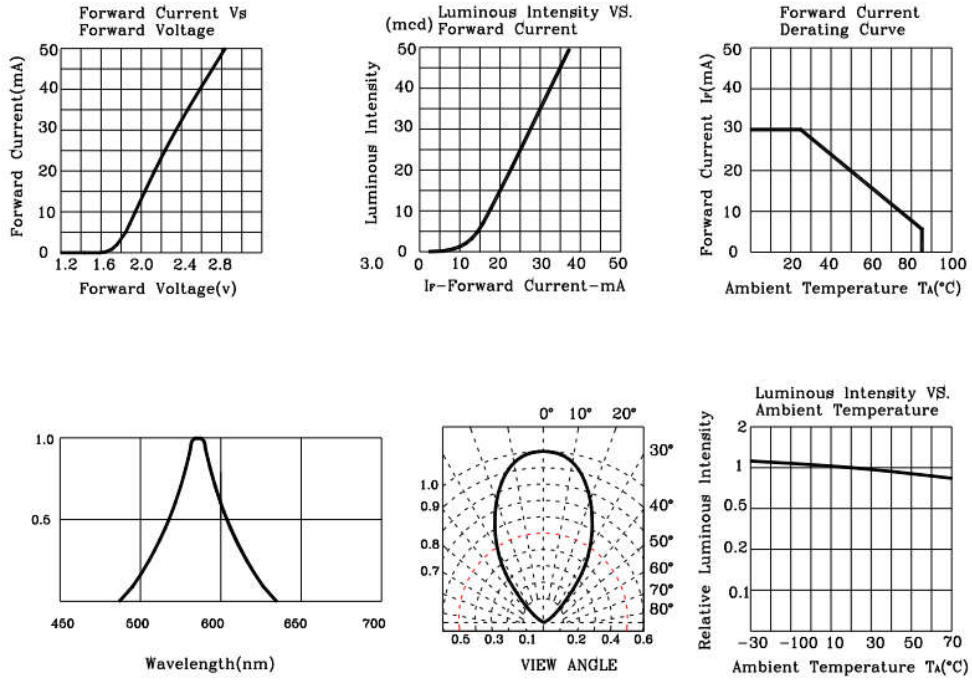 Forward Current Vs
Forward Voltage
Forward Current(mA)
50
40
30
20
10
0
1.2 1.6 2.0 2.4 2.8
Forward Voltage(v)
Luminous Intensity VS.
Forward Current
(mcd)
Luminous Intensity
50
40
30
20
10
0
3.0
0 10 20 30 40 50
IF-Forward Current-mA
Forward Current
Derating Curve
Forward Current IF(mA)
50
40
30
20
10
0
20 40 60 80 100
Ambient Temperature TA(°C)
1.0
0.5
450 500 600 650 700
Wavelength(nm)
0° 10° 20°
30°
40°
50°
60°
70°
80°
1.0
0.9
0.8
0.7
0.5 0.3 0.1 0.2 0.4 0.6
VIEW ANGLE
Luminous Intensity VS.
Ambient Temperature
Relative Luminous Intensity
2
1
0.5
0.2
0.1
-30 -100 10 30 50 70
Ambient Temperature TA(°C)